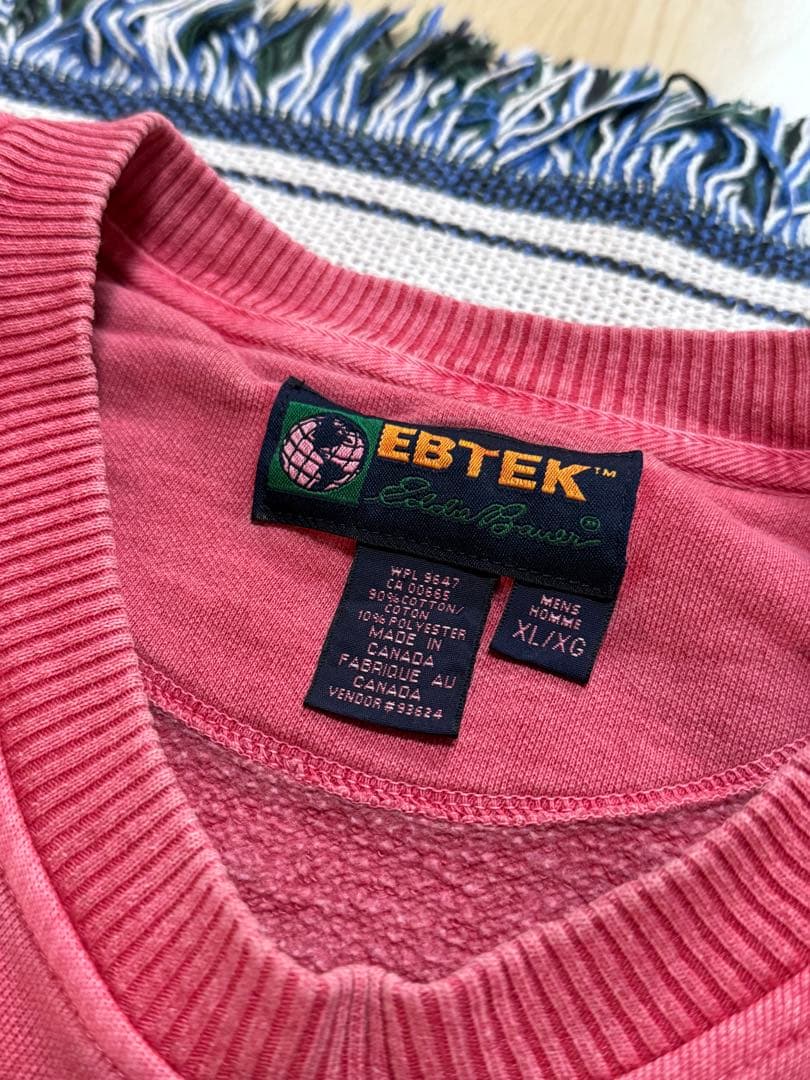 EBTEK™
Eddie Bauer
WPL 9647
CA 00665
90% COTTON/
COTON
10% POLYESTER
MADE IN
CANADA
FABRIQUE AU
CANADA
VENDOR # 93624
MENS
HOMME
XL/XG